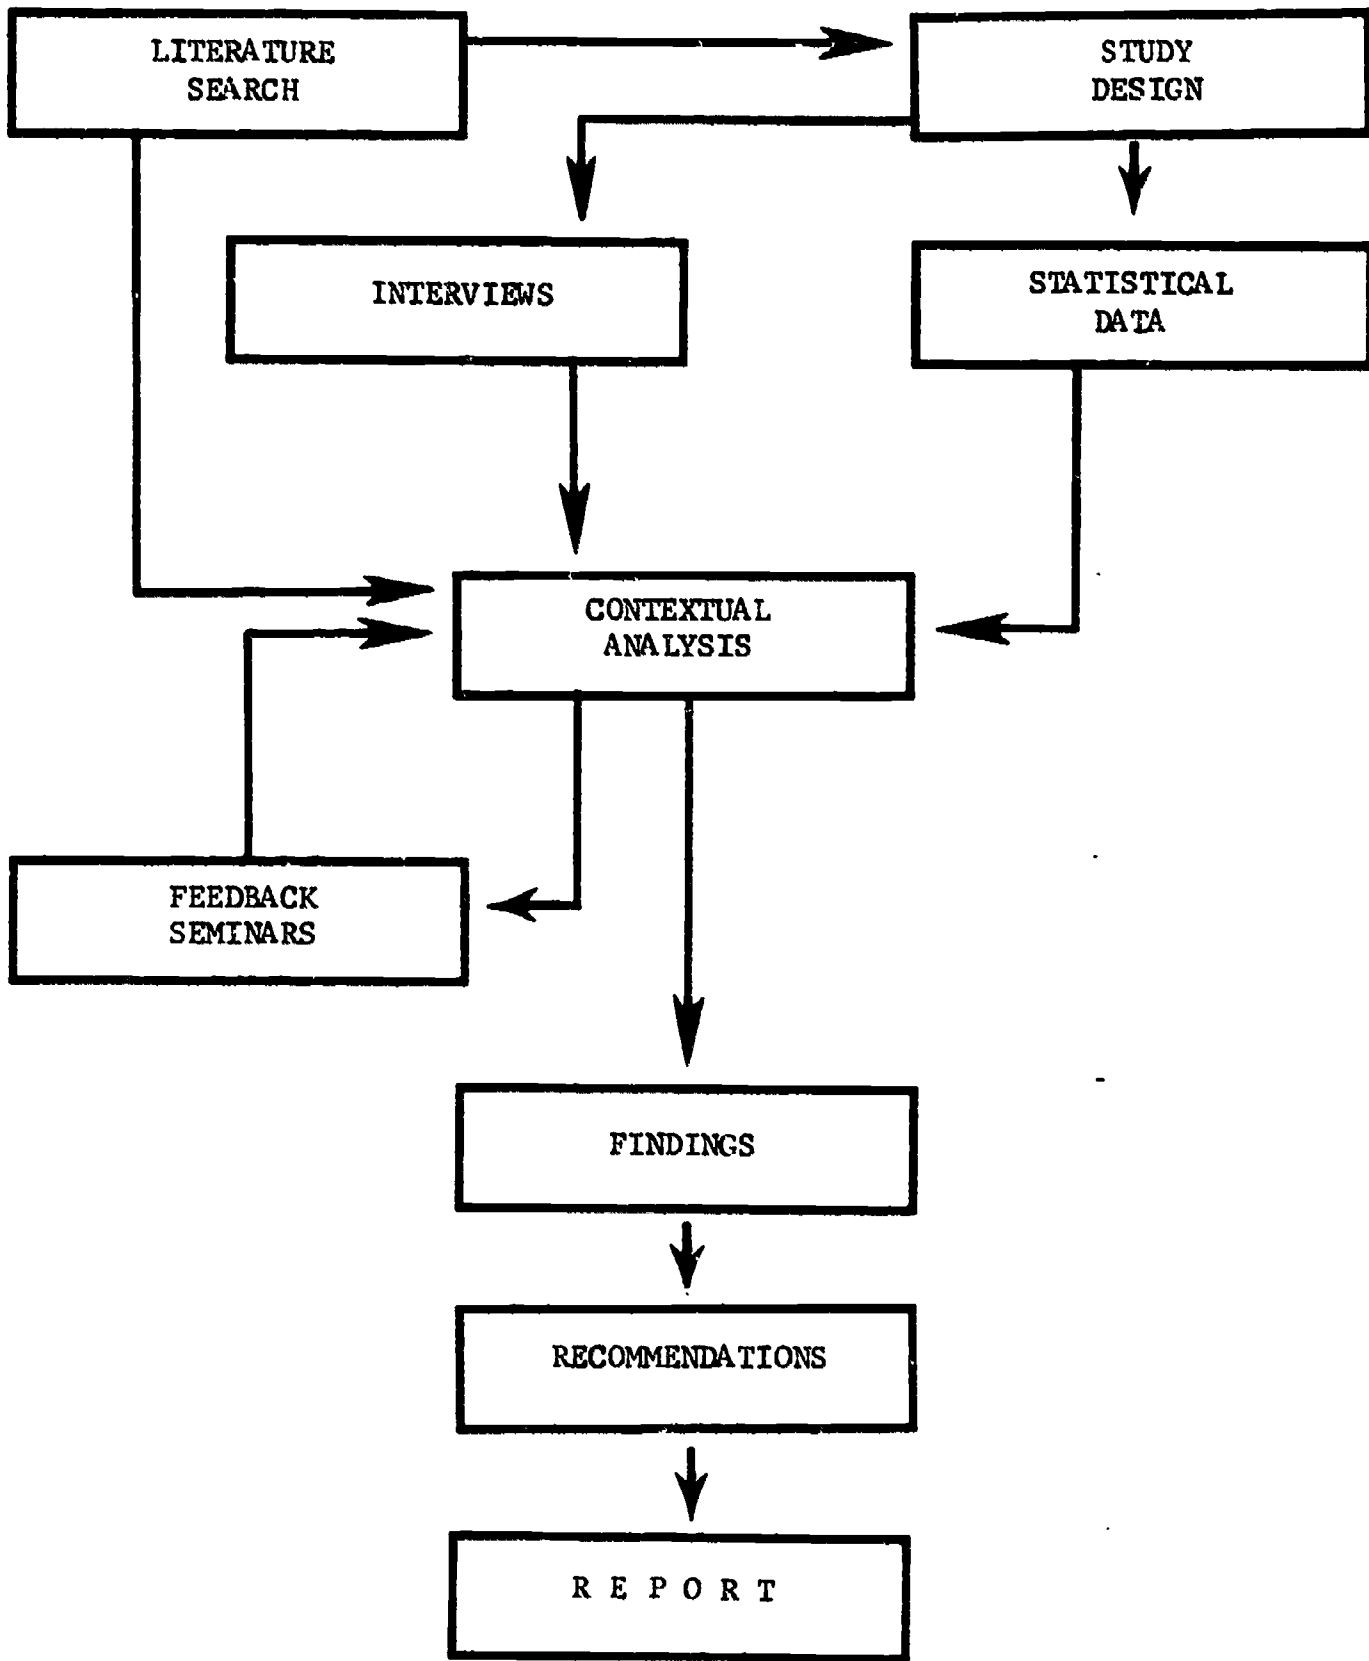 LITERATURE
SEARCH
STUDY
DESIGN
INTERVIEWS
STATISTICAL
DATA
CONTEXTUAL
ANALYSIS
FEEDBACK
SEMINARS
FINDINGS
RECOMMENDATIONS
R E P O R T